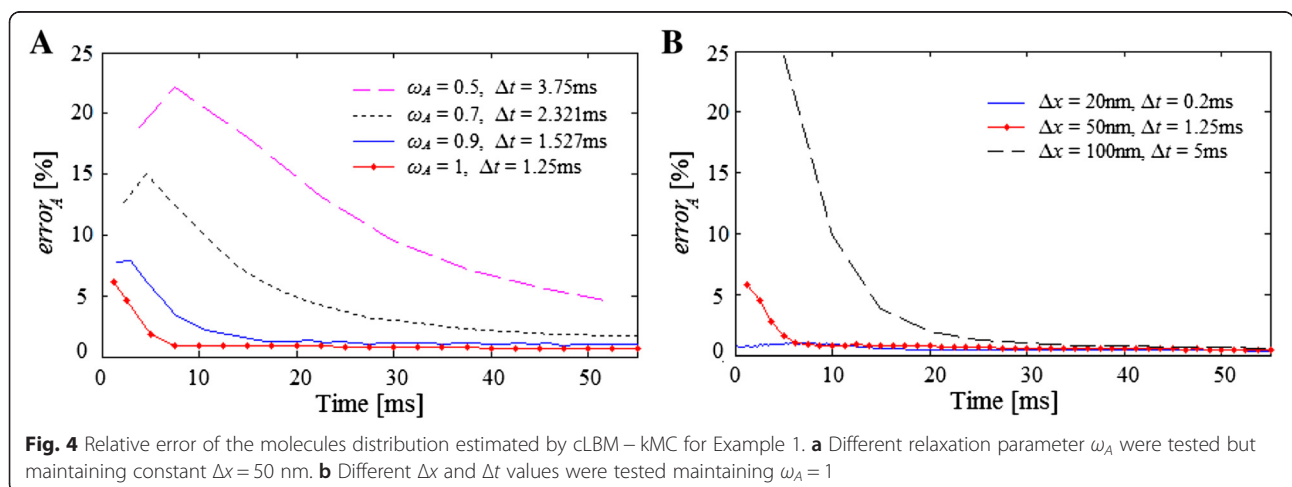 A
25
20
15
10
5
0
error_A [%]
ω_A = 0.5, Δt = 3.75ms
ω_A = 0.7, Δt = 2.321ms
ω_A = 0.9, Δt = 1.527ms
ω_A = 1, Δt = 1.25ms
0 10 20 30 40 50
Time [ms]
B
25
20
15
10
5
0
error_A [%]
Δx = 20nm, Δt = 0.2ms
Δx = 50nm, Δt = 1.25ms
Δx = 100nm, Δt = 5ms
0 10 20 30 40 50
Time [ms]
Fig. 4 Relative error of the molecules distribution estimated by cLBM – kMC for Example 1. a Different relaxation parameter ω_A were tested but
maintaining constant Δx = 50 nm. b Different Δx and Δt values were tested maintaining ω_A = 1